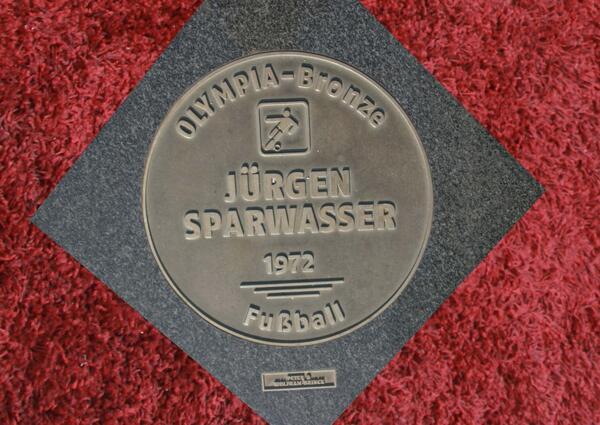 OLYMPIA-Bronze
JÜRGEN
SPARWASSER
1972
Fußball